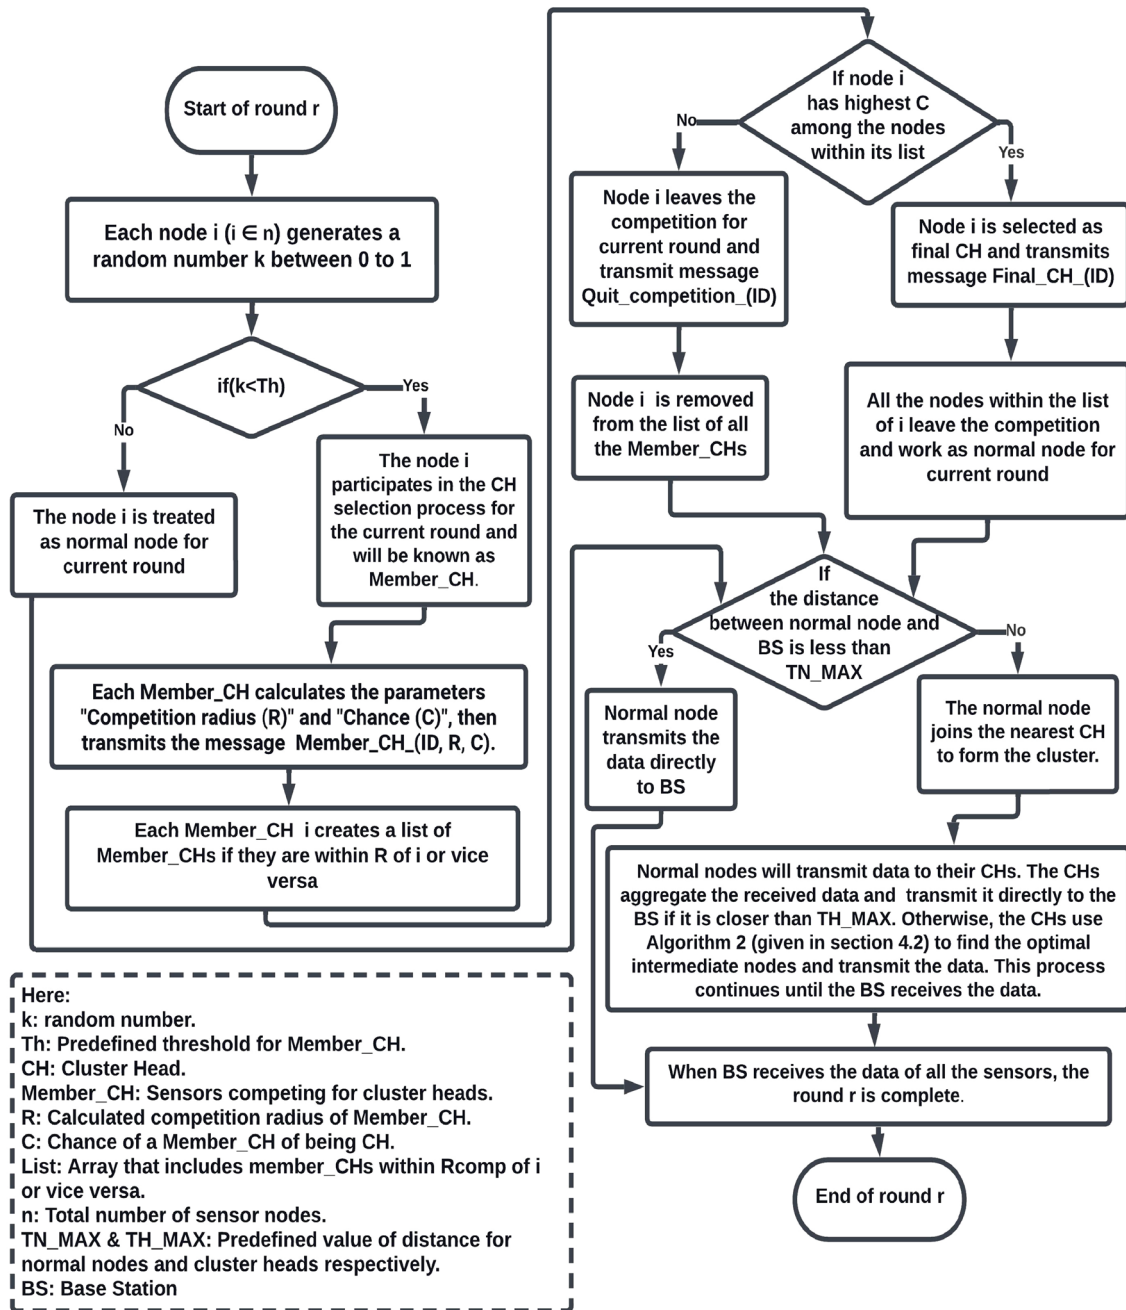 Start of round r
Each node i (i ∈ n) generates a
random number k between 0 to 1
if(k<Th)
Yes
No
The node i is treated
as normal node for
current round
The node i
participates in the CH
selection process for
the current round and
will be known as
Member_CH.
Each Member_CH calculates the parameters
"Competition radius (R)" and "Chance (C)", then
transmits the message Member_CH_(ID, R, C).
Each Member_CH i creates a list of
Member_CHs if they are within R of i or vice
versa
If node i
has highest C
among the nodes
within its list
No
Yes
Node i leaves the
competition for
current round and
transmit message
Quit_competition_(ID)
Node i is selected as
final CH and transmits
message Final_CH_(ID)
Node i is removed
from the list of all
the Member_CHs
All the nodes within the list
of i leave the competition
and work as normal node for
current round
If
the distance
between normal node and
BS is less than
TN_MAX
Yes
No
Normal node
transmits the
data directly
to BS
The normal node
joins the nearest CH
to form the cluster.
Normal nodes will transmit data to their CHs. The CHs
aggregate the received data and transmit it directly to the
BS if it is closer than TH_MAX. Otherwise, the CHs use
Algorithm 2 (given in section 4.2) to find the optimal
intermediate nodes and transmit the data. This process
continues until the BS receives the data.
When BS receives the data of all the sensors, the
round r is complete.
End of round r
Here:
k: random number.
Th: Predefined threshold for Member_CH.
CH: Cluster Head.
Member_CH: Sensors competing for cluster heads.
R: Calculated competition radius of Member_CH.
C: Chance of a Member_CH of being CH.
List: Array that includes member_CHs within Rcomp of i
or vice versa.
n: Total number of sensor nodes.
TN_MAX & TH_MAX: Predefined value of distance for
normal nodes and cluster heads respectively.
BS: Base Station